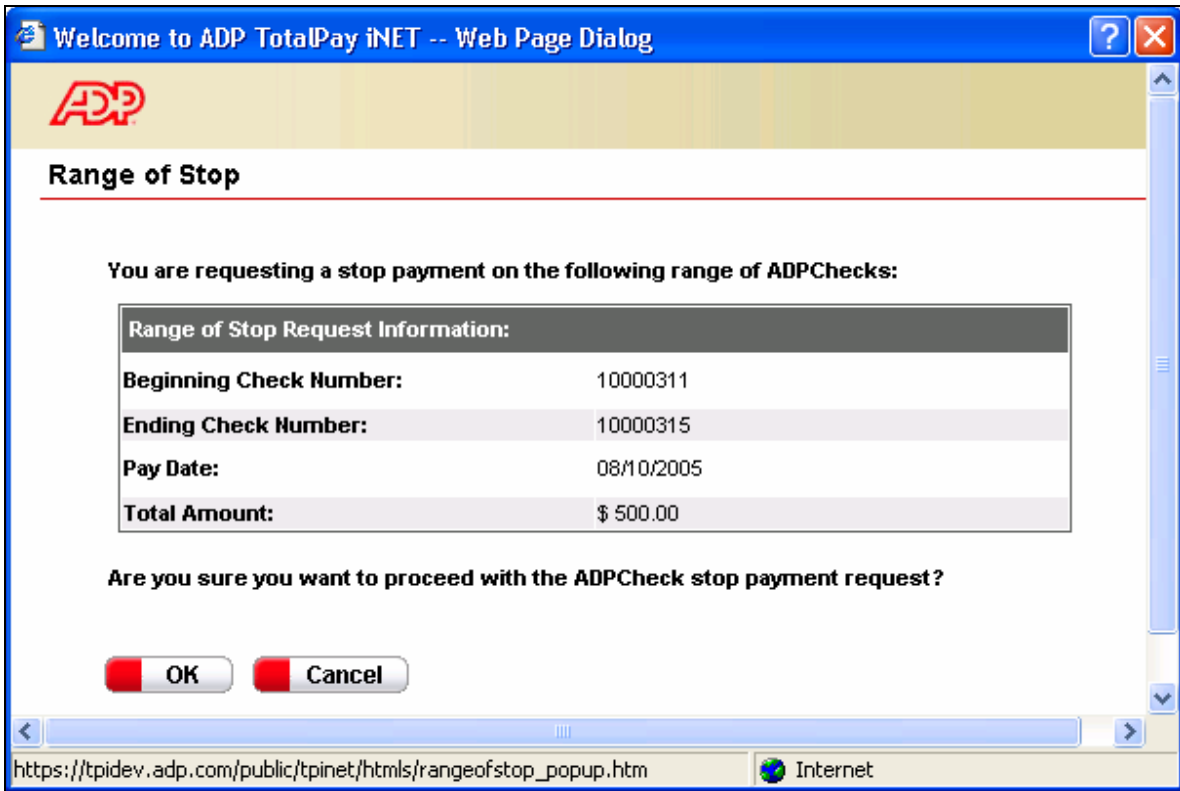 Welcome to ADP TotalPay iNET -- Web Page Dialog
ADP
Range of Stop
You are requesting a stop payment on the following range of ADPChecks:
Range of Stop Request Information:
Beginning Check Number: 10000311
Ending Check Number: 10000315
Pay Date: 08/10/2005
Total Amount: $ 500.00
Are you sure you want to proceed with the ADPCheck stop payment request?
OK Cancel
https://tpidev.adp.com/public/tpinet/htmls/rangeofstop_popup.htm Internet